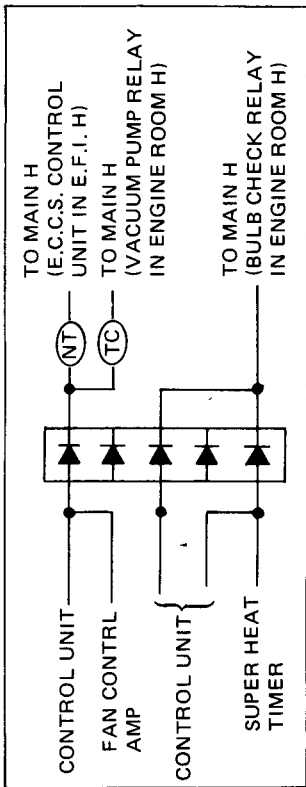 CONTROL UNIT
FAN CONTRL
AMP
CONTROL UNIT
SUPER HEAT
TIMER
NT
TC
TO MAIN H
(E.C.C.S. CONTROL
UNIT IN E.F.I. H)
TO MAIN H
(VACUUM PUMP RELAY
IN ENGINE ROOM H)
TO MAIN H
(BULB CHECK RELAY
IN ENGINE ROOM H)